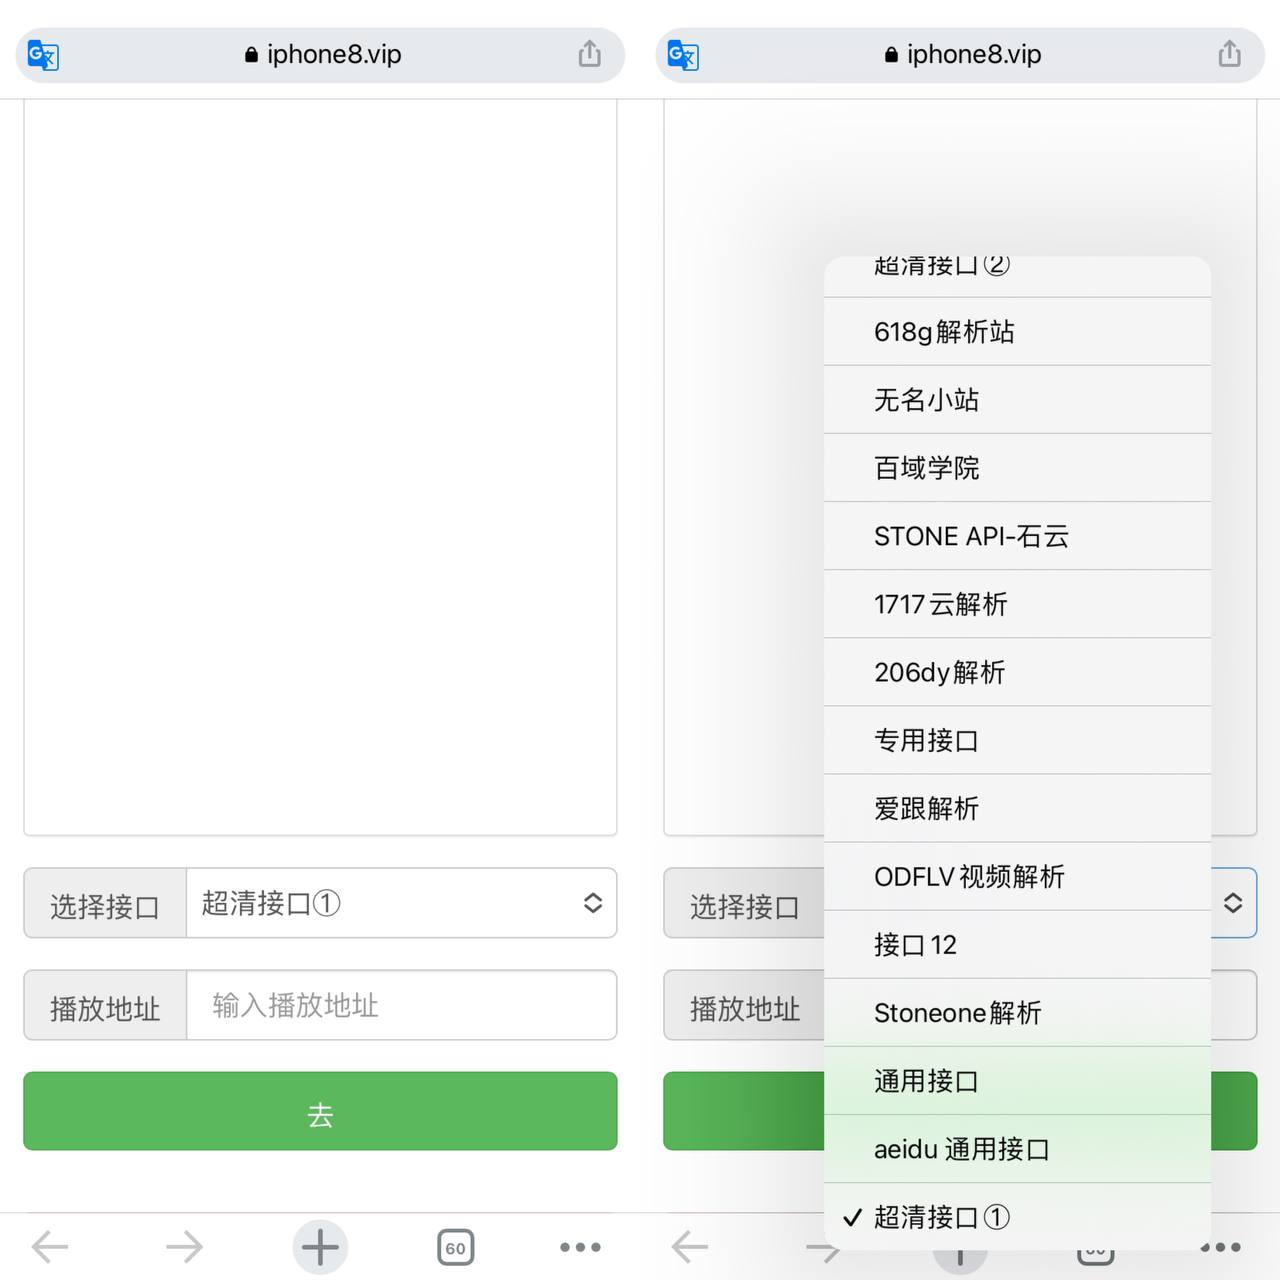 iphone8.vip
选择接口
超清接口①
播放地址
输入播放地址
去
60
iphone8.vip
超清接口②
618g解析站
无名小站
百域学院
STONE API-石云
1717云解析
206dy解析
专用接口
爱跟解析
ODFLV视频解析
接口12
Stoneone解析
通用接口
aeidu 通用接口
超清接口①
选择接口
播放地址